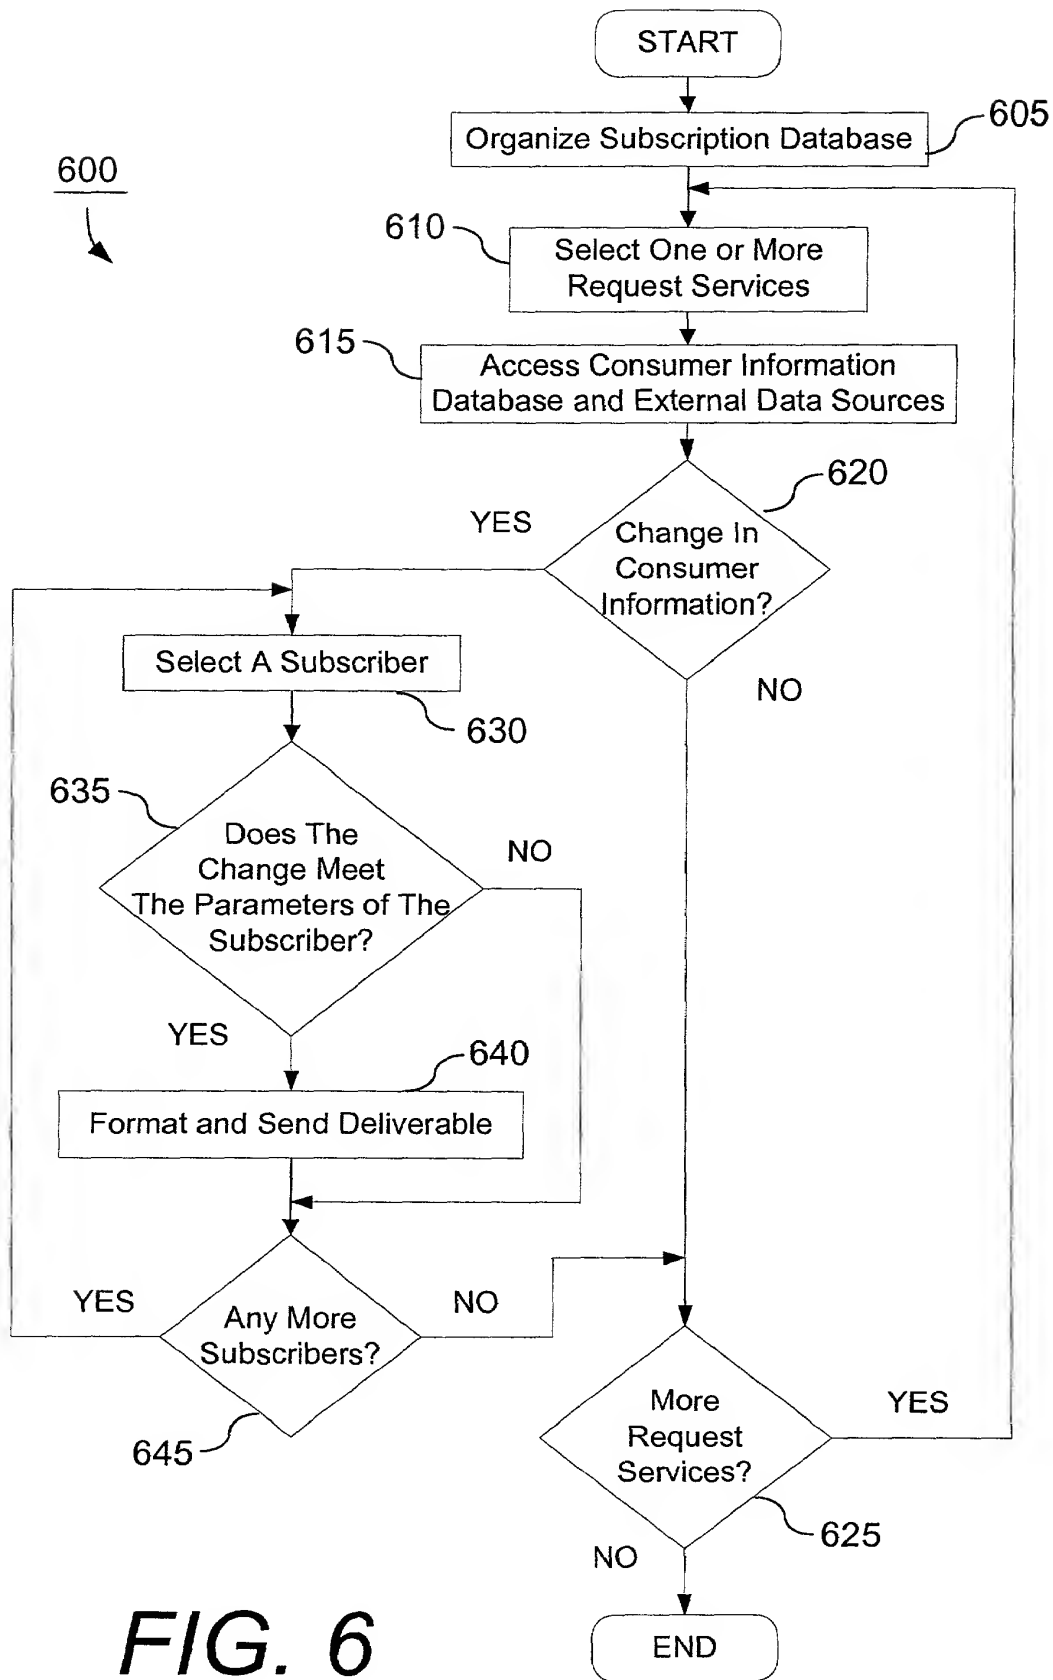 START
605
Organize Subscription Database
600
610
Select One or More
Request Services
615
Access Consumer Information
Database and External Data Sources
620
YES
Change In
Consumer
Information?
NO
Select A Subscriber
630
635
Does The
Change Meet
The Parameters of The
Subscriber?
NO
YES
640
Format and Send Deliverable
YES
Any More
Subscribers?
NO
645
More
Request
Services?
YES
625
NO
END
FIG. 6